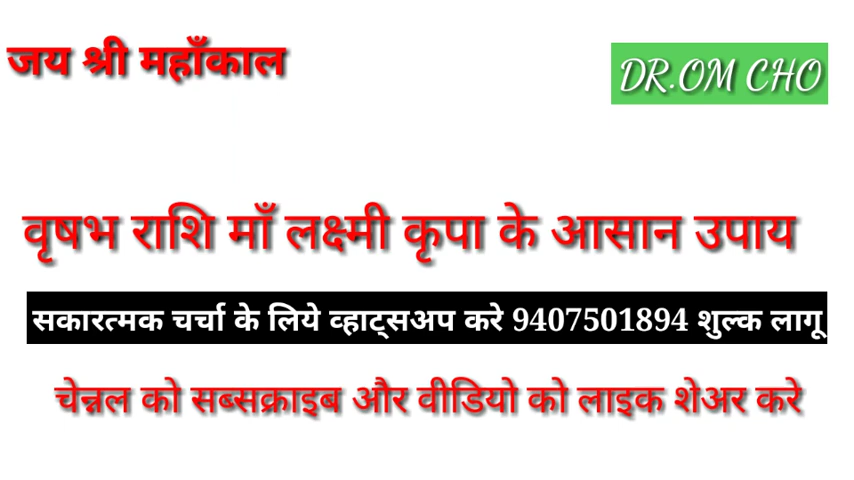 जय श्री महाँकाल
DR.OM CHO
वृषभ राशि माँ लक्ष्मी कृपा के आसान उपाय
सकारत्मक चर्चा के लिये व्हाट्सअप करे 9407501894 शुल्क लागू
चेन्नल को सब्सक्राइब और वीडियो को लाइक शेअर करे